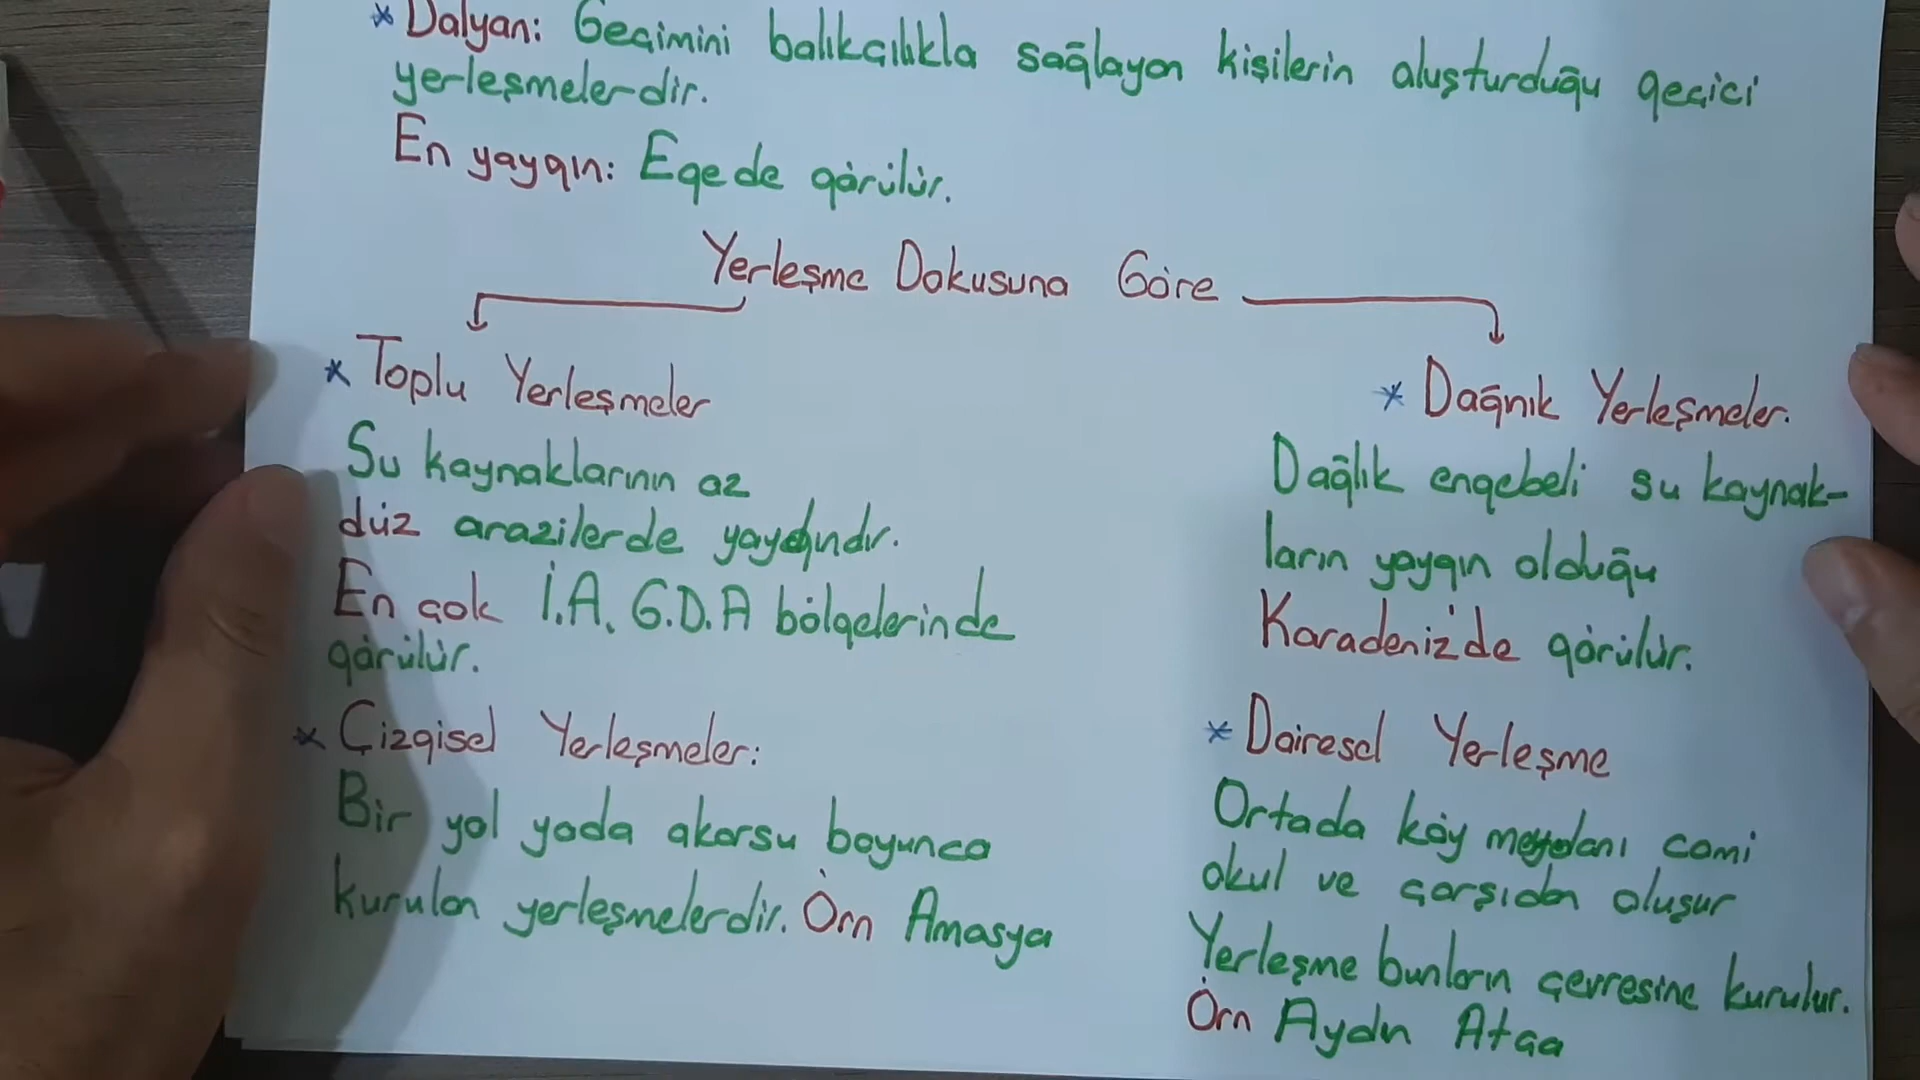 * Dalyan: Geçimini balıkçılıkla sağlayan kişilerin oluşturduğu geçici
yerleşmelerdir.
En yaygın: Egede görülür.
Yerleşme Dokusuna Göre
* Toplu Yerleşmeler
Su kaynaklarının az
düz arazilerde yaygındır.
En çok İ.A. G.D.A bölgelerinde
görülür.
* Çizgisel Yerleşmeler:
Bir yol yada akarsu boyunca
kurulan yerleşmelerdir. Örn Amasya
* Dağnık Yerleşmeler.
Dağlık engebeli su kaynak-
ların yaygın olduğu
Karadeniz'de görülür.
* Dairesel Yerleşme
Ortada köy meydanı cami
okul ve çarşıdan oluşur
Yerleşme bunların çevresine kurulur.
Örn Aydın Atça